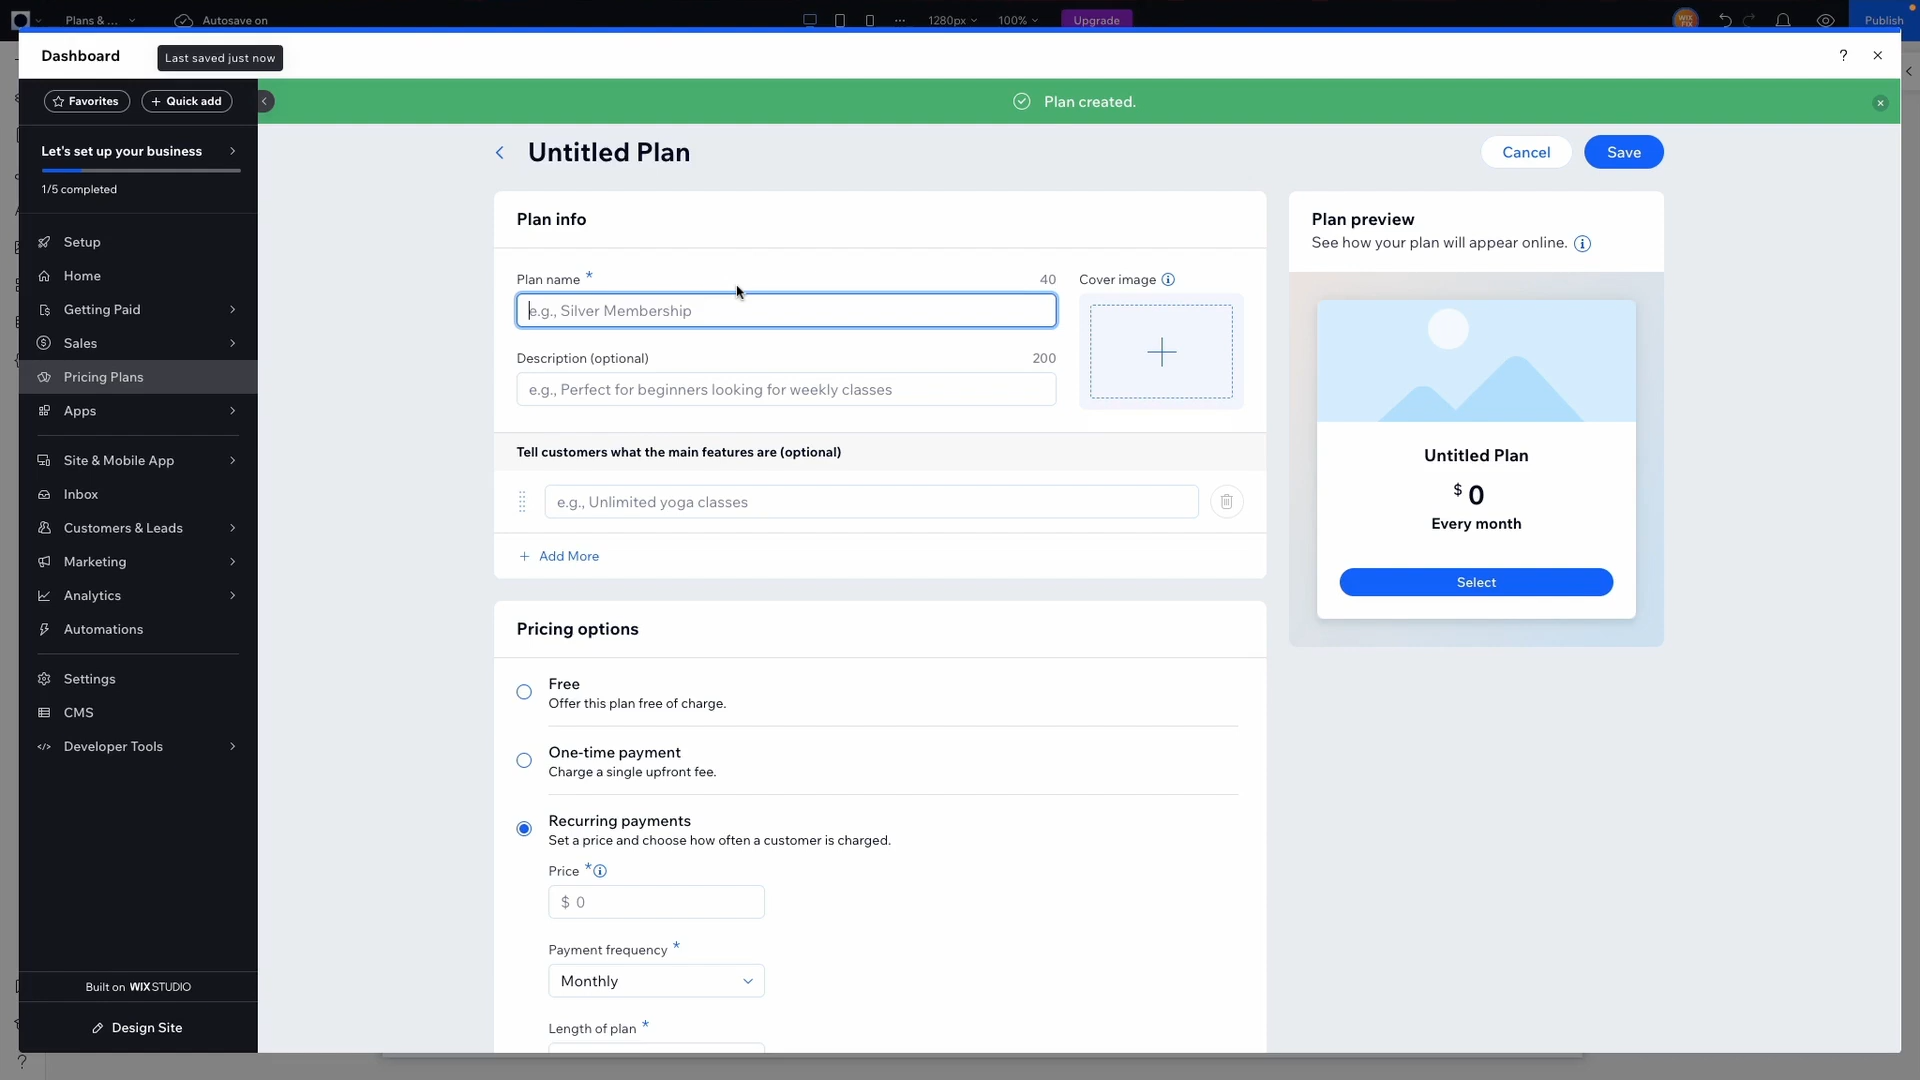 Plans & ...
Autosave on
1280px
100%
Upgrade
WIX
FIX
Publish
Dashboard
Last saved just now
?
Favorites
+ Quick add
Plan created.
Let's set up your business
1/5 completed
Untitled Plan
Cancel
Save
Setup
Home
Getting Paid
Sales
Pricing Plans
Apps
Site & Mobile App
Inbox
Customers & Leads
Marketing
Analytics
Automations
Settings
CMS
Developer Tools
Built on WIX STUDIO
Design Site
Plan info
Plan name *
40
Cover image
e.g., Silver Membership
Description (optional)
200
e.g., Perfect for beginners looking for weekly classes
Tell customers what the main features are (optional)
e.g., Unlimited yoga classes
+ Add More
Pricing options
Free
Offer this plan free of charge.
One-time payment
Charge a single upfront fee.
Recurring payments
Set a price and choose how often a customer is charged.
Price *
$ 0
Payment frequency *
Monthly
Length of plan *
Plan preview
See how your plan will appear online.
Untitled Plan
$ 0
Every month
Select